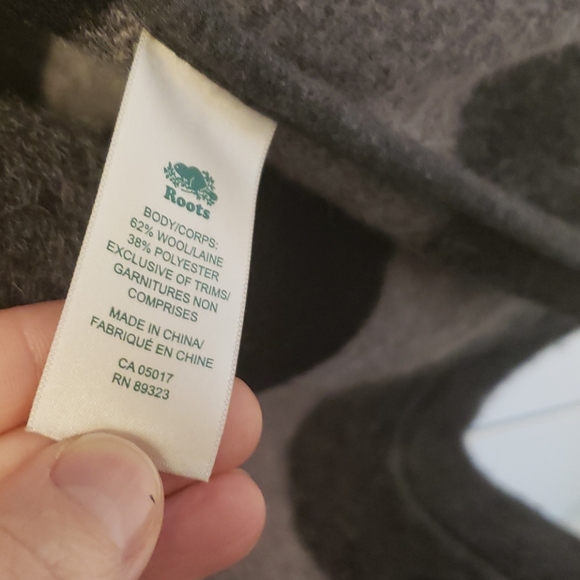 Roots
BODY/CORPS:
62% WOOL/LAINE
38% POLYESTER
EXCLUSIVE OF TRIMS/
GARNITURES NON
COMPRISES
MADE IN CHINA/
FABRIQUÉ EN CHINE
CA 05017
RN 89323